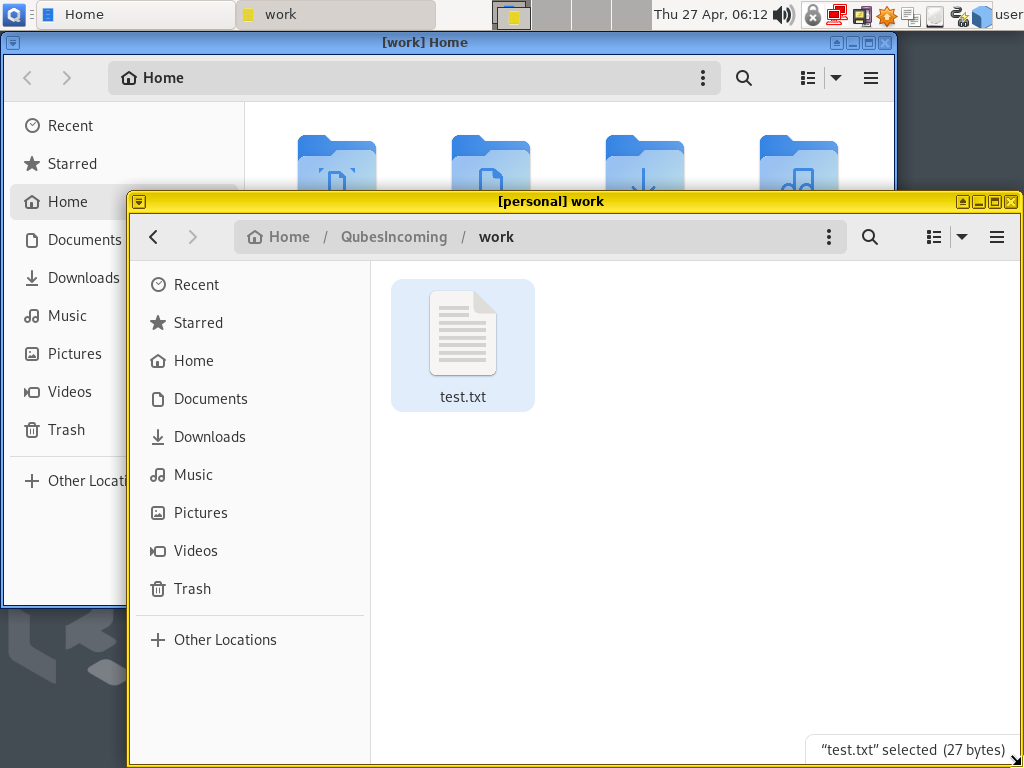 Home
work
Thu 27 Apr, 06:12
user
[work] Home
Home
Recent
Starred
Home
Documents
Downloads
Music
Pictures
Videos
Trash
Other Locati
[personal] work
Home / QubesIncoming / work
Recent
Starred
Home
Documents
Downloads
Music
Pictures
Videos
Trash
Other Locations
test.txt
“test.txt” selected (27 bytes)